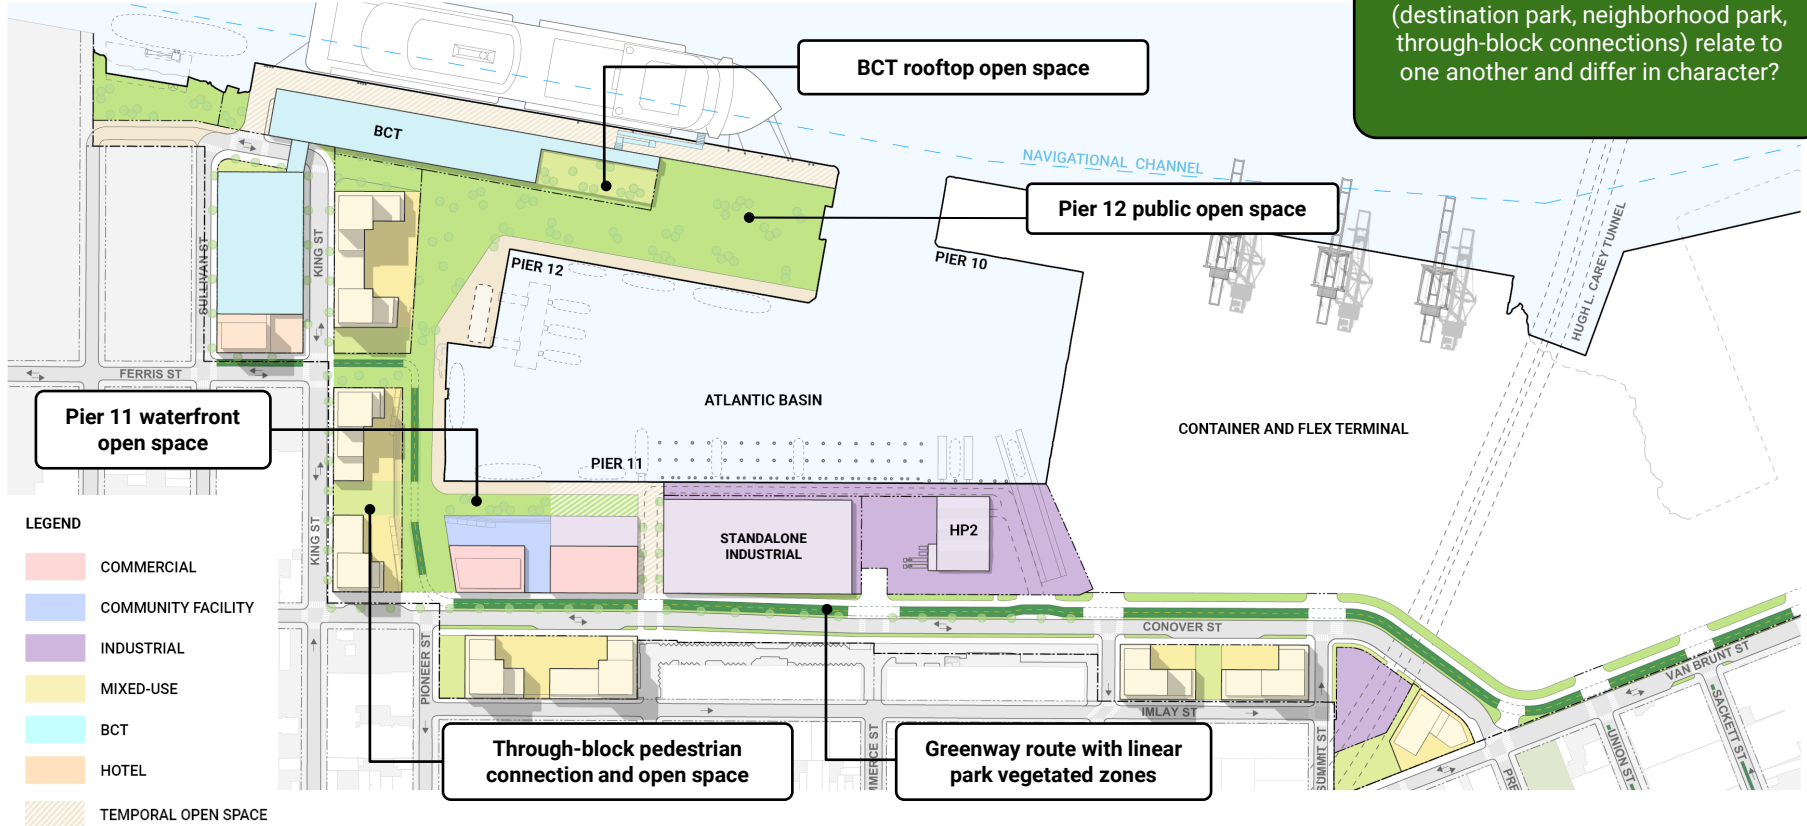 (destination park, neighborhood park,
through-block connections) relate to
one another and differ in character?
BCT rooftop open space
BCT
NAVIGATIONAL CHANNEL
Pier 12 public open space
SULLIVAN ST
KING ST
PIER 12
PIER 10
HUGH L. CAREY TUNNEL
FERRIS ST
Pier 11 waterfront
open space
ATLANTIC BASIN
CONTAINER AND FLEX TERMINAL
PIER 11
KING ST
STANDALONE
INDUSTRIAL
HP2
LEGEND
COMMERCIAL
COMMUNITY FACILITY
INDUSTRIAL
MIXED-USE
BCT
HOTEL
TEMPORAL OPEN SPACE
CONOVER ST
PIONEER ST
IMLAY ST
VAN BRUNT ST
SACKETT ST
UNION ST
SUMMIT ST
MERCE ST
PRE
Through-block pedestrian
connection and open space
Greenway route with linear
park vegetated zones